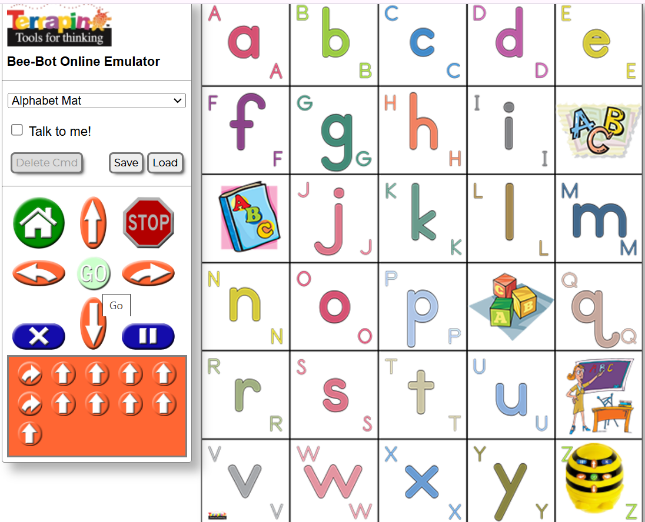 Terrapin
Tools for thinking
Bee-Bot Online Emulator
Alphabet Mat
Talk to me!
Delete Cmd Save Load
STOP
GO
Go
A a A
B b B
C c C
D d D
E e E
F f F
G g G
H h H
I i I
A B C
A B C
J j J
K k K
L l L
M m M
N n N
O o O
P p P
C A B
Q q Q
R r R
S s S
T t T
U u U
A B C
V v V
W w W
X x X
Y y Y
Z Z